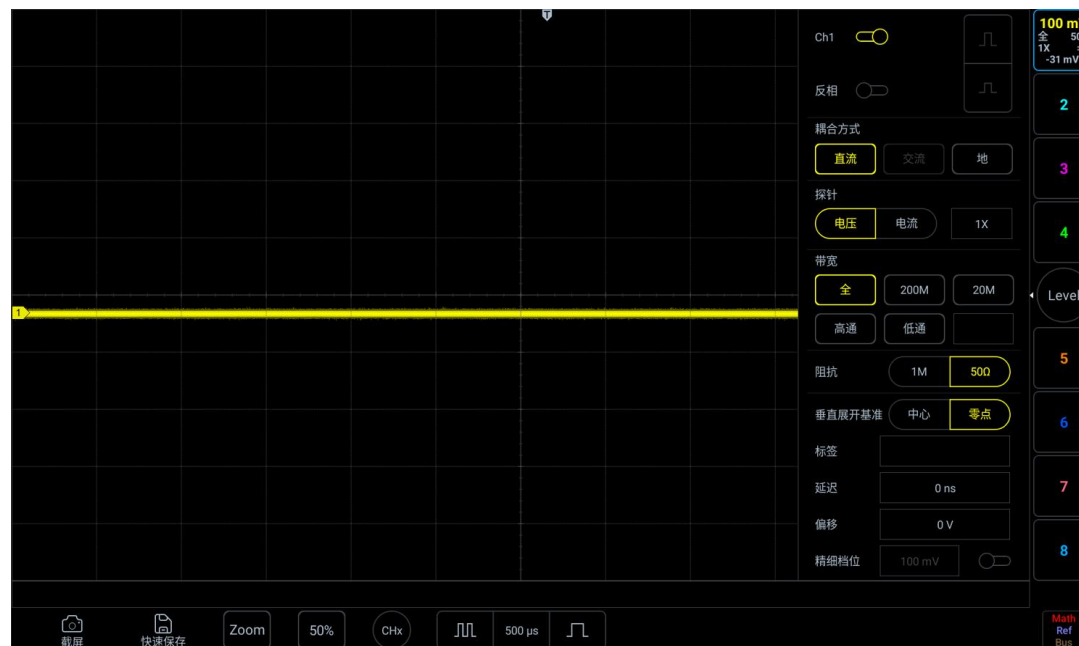 T
1
Ch1
反相
耦合方式
直流 交流 地
探针
电压 电流 1X
带宽
全 200M 20M
高通 低通
阻抗 1M 50Ω
垂直展开基准 中心 零点
标签
延迟 0 ns
偏移 0 V
精细档位 100 mV
100 m
全 50
1X
-31 mV
2
3
4
Level
5
6
7
8
截屏
快速保存
Zoom
50%
CHx
500 μs
Math
Ref
Bus